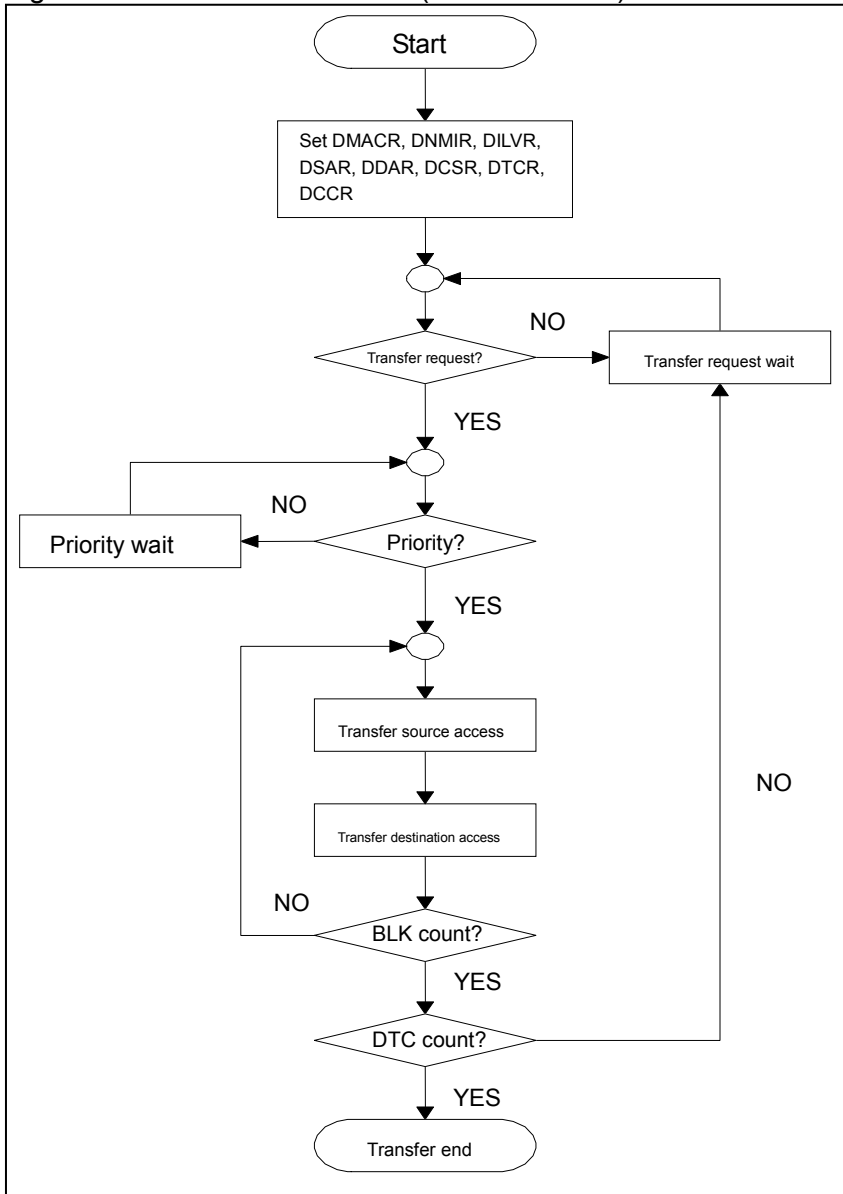 Start
Set DMACR, DNMIR, DILVR,
DSAR, DDAR, DCSR, DTCR,
DCCR
NO
Transfer request?
Transfer request wait
YES
NO
Priority wait
Priority?
YES
Transfer source access
NO
Transfer destination access
NO
BLK count?
YES
DTC count?
YES
Transfer end